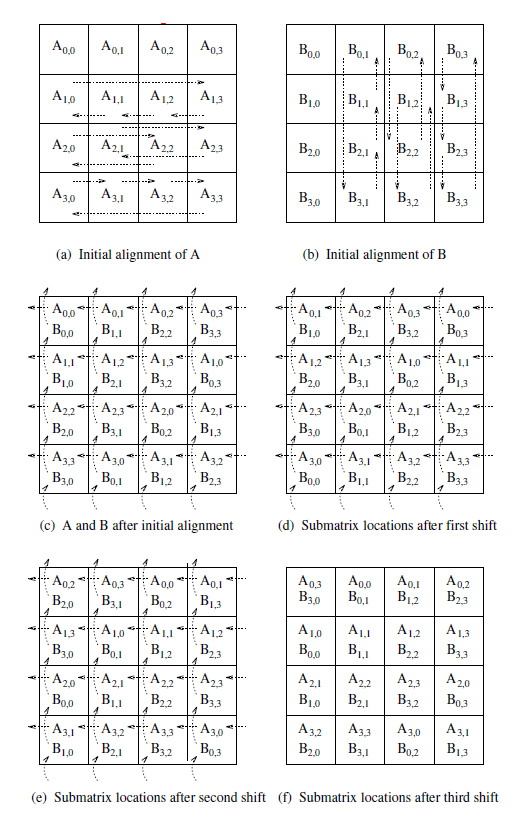 A0,0 A0,1 A0,2 A0,3
A1,0 A1,1 A1,2 A1,3
A2,0 A2,1 A2,2 A2,3
A3,0 A3,1 A3,2 A3,3
(a) Initial alignment of A
B0,0 B0,1 B0,2 B0,3
B1,0 B1,1 B1,2 B1,3
B2,0 B2,1 B2,2 B2,3
B3,0 B3,1 B3,2 B3,3
(b) Initial alignment of B
A0,0 A0,1 A0,2 A0,3
B0,0 B1,1 B2,2 B3,3
A1,1 A1,2 A1,3 A1,0
B1,0 B2,1 B3,2 B0,3
A2,2 A2,3 A2,0 A2,1
B2,0 B3,1 B0,2 B1,3
A3,3 A3,0 A3,1 A3,2
B3,0 B0,1 B1,2 B2,3
(c) A and B after initial alignment
A0,1 A0,2 A0,3 A0,0
B1,0 B2,1 B3,2 B0,3
A1,2 A1,3 A1,0 A1,1
B2,0 B3,1 B0,2 B1,3
A2,3 A2,0 A2,1 A2,2
B3,0 B0,1 B1,2 B2,3
A3,0 A3,1 A3,2 A3,3
B0,0 B1,1 B2,2 B3,3
(d) Submatrix locations after first shift
A0,2 A0,3 A0,0 A0,1
B2,0 B3,1 B0,2 B1,3
A1,3 A1,0 A1,1 A1,2
B3,0 B0,1 B1,2 B2,3
A2,0 A2,1 A2,2 A2,3
B0,0 B1,1 B2,2 B3,3
A3,1 A3,2 A3,3 A3,0
B1,0 B2,1 B3,2 B0,3
(e) Submatrix locations after second shift
A0,3 A0,0 A0,1 A0,2
B3,0 B0,1 B1,2 B2,3
A1,0 A1,1 A1,2 A1,3
B0,0 B1,1 B2,2 B3,3
A2,1 A2,2 A2,3 A2,0
B1,0 B2,1 B3,2 B0,3
A3,2 A3,3 A3,0 A3,1
B2,0 B3,1 B0,2 B1,3
(f) Submatrix locations after third shift